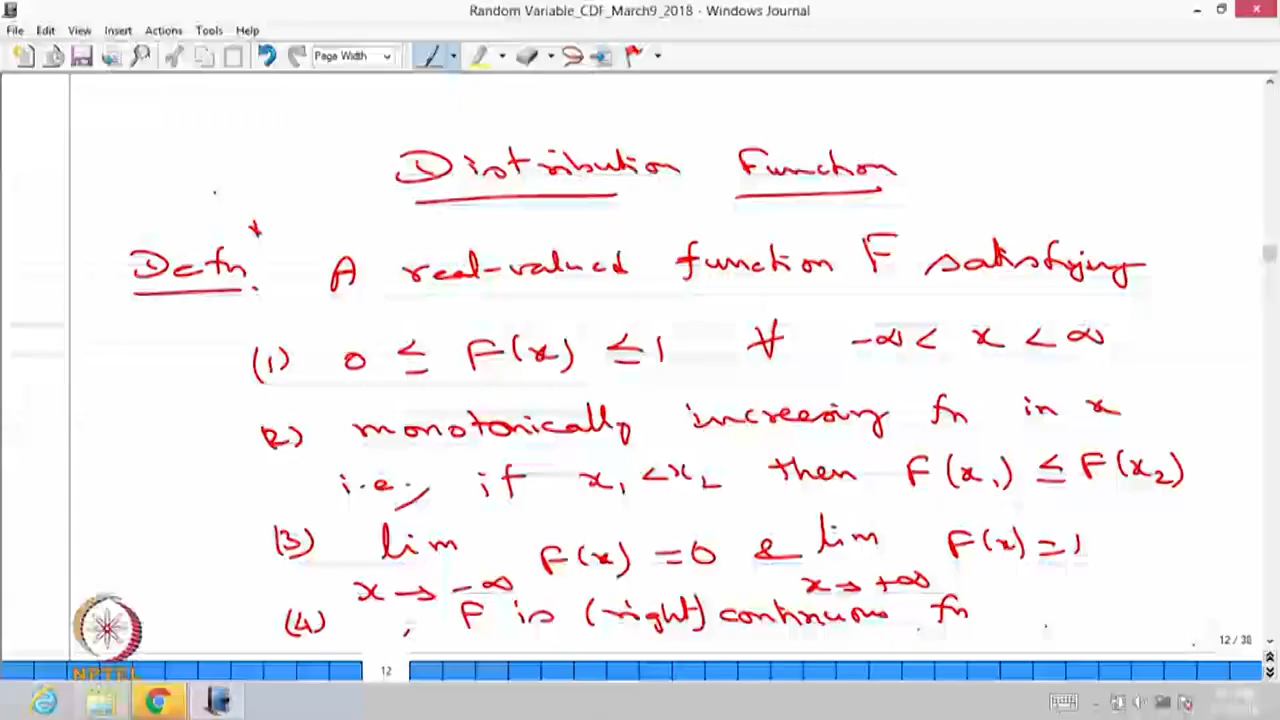 Random Variable_CDF_March9_2018 - Windows Journal
File Edit View Insert Actions Tools Help
Page Width
Distribution Function
Defn. A real-valued function F satisfying
(1) 0 ≤ F(x) ≤ 1 ∀ -∞ < x < ∞
(2) monotonically increasing fn in x
i.e., if x₁ < x₂ then F(x₁) ≤ F(x₂)
(3) lim F(x) = 0 & lim F(x) = 1
x → -∞ x → +∞
(4) F is (right) continuous fn
NPTEL
12
12 / 38